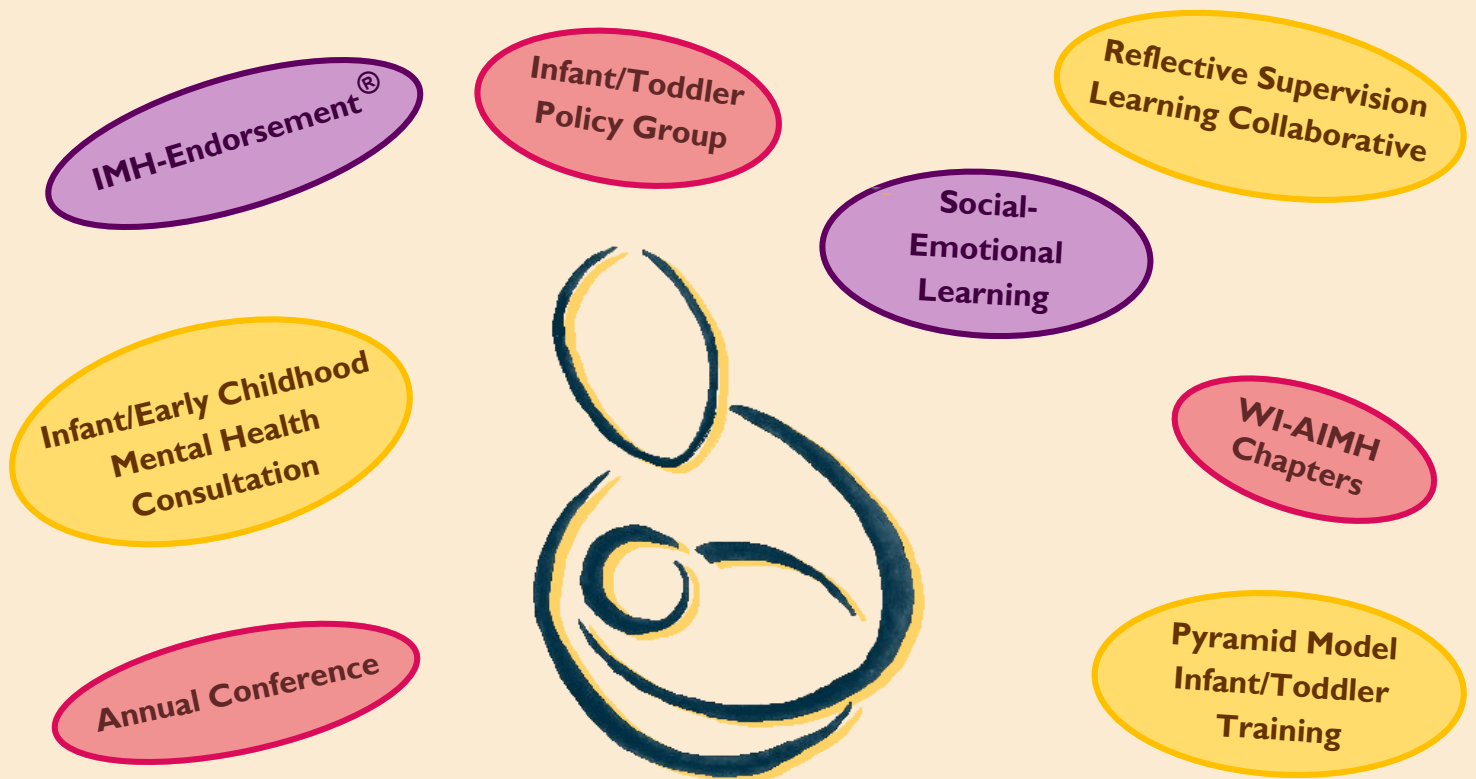 IMH-Endorsement®
Infant/Toddler
Policy Group
Reflective Supervision
Learning Collaborative
Social-
Emotional
Learning
Infant/Early Childhood
Mental Health
Consultation
WI-AIMH
Chapters
Annual Conference
Pyramid Model
Infant/Toddler
Training